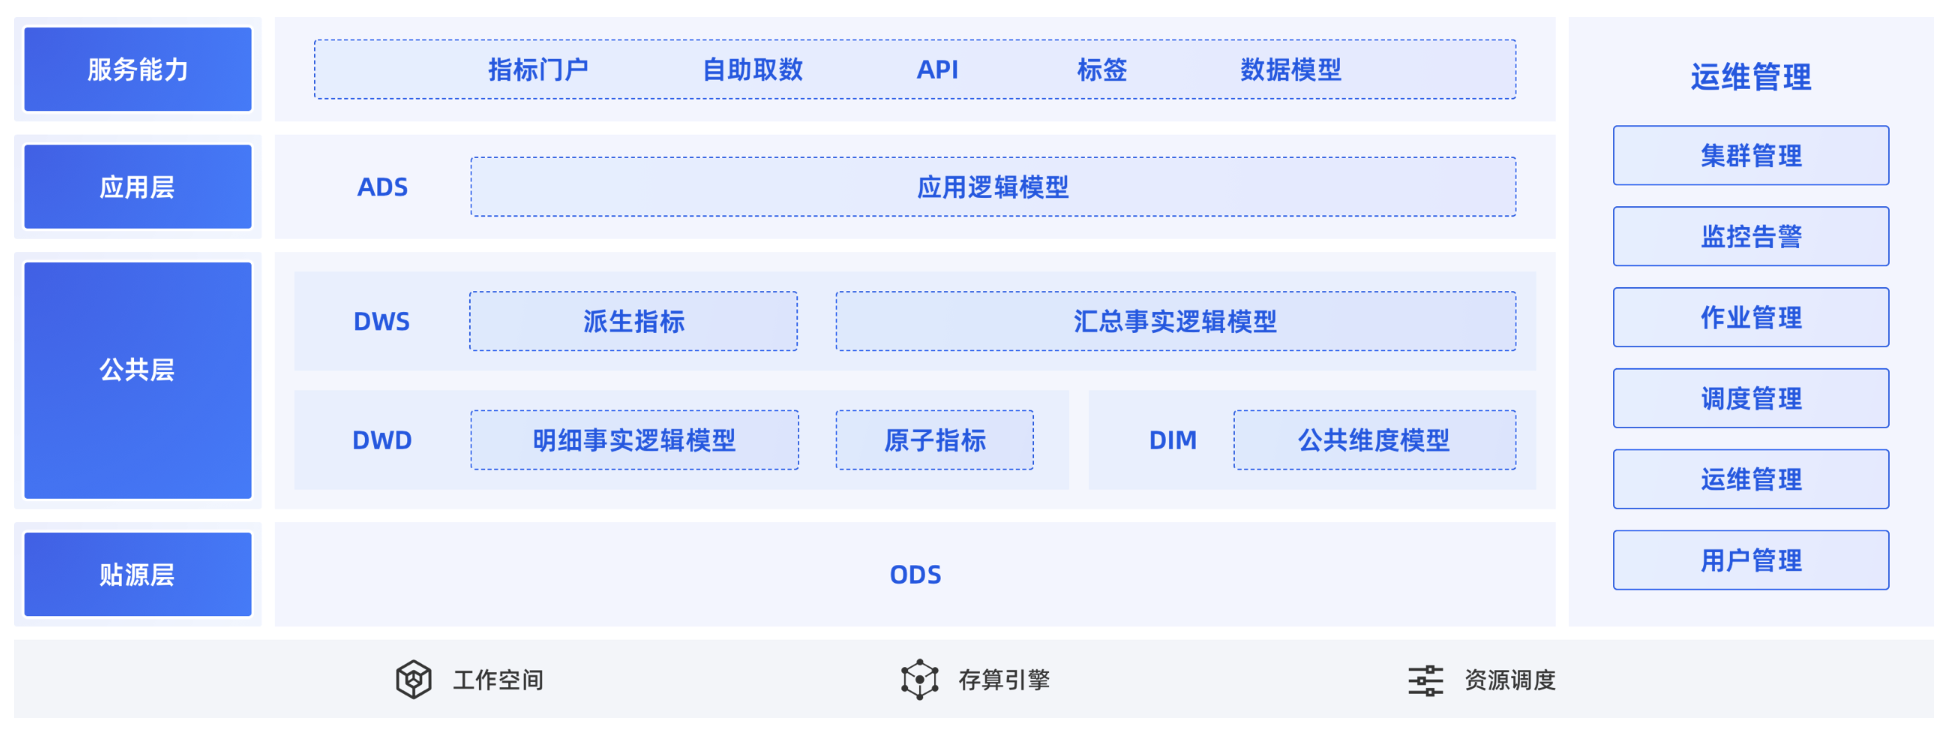 服务能力
指标门户 自助取数 API 标签 数据模型
应用层
ADS 应用逻辑模型
公共层
DWS 派生指标 汇总事实逻辑模型
DWD 明细事实逻辑模型 原子指标 DIM 公共维度模型
贴源层
ODS
运维管理
集群管理
监控告警
作业管理
调度管理
运维管理
用户管理
工作空间 存算引擎 资源调度